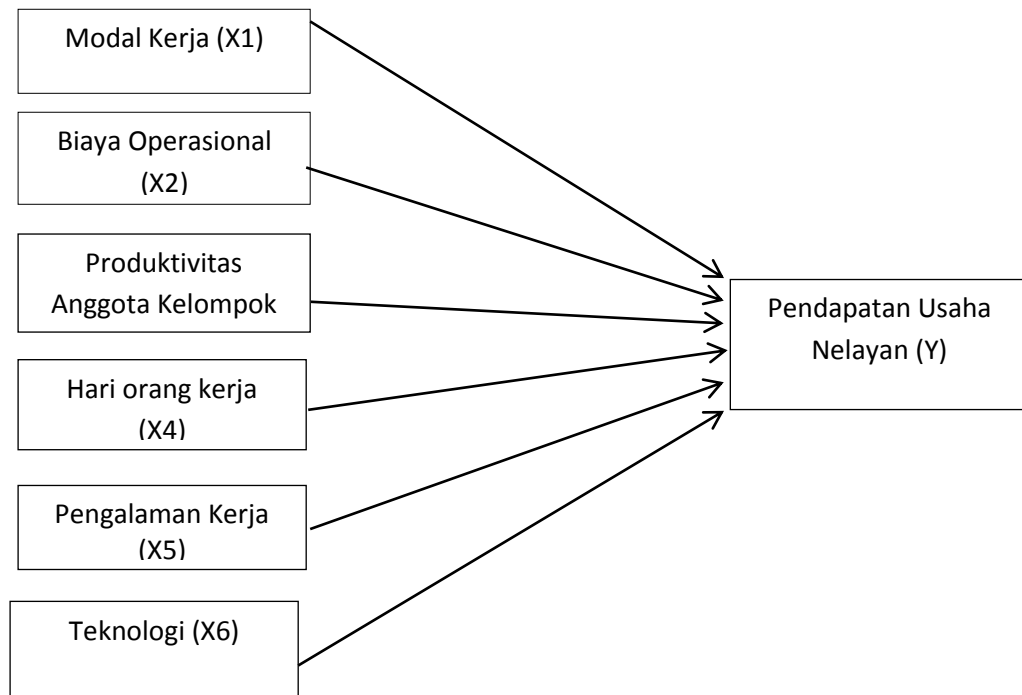 Modal Kerja (X1)
Biaya Operasional
(X2)
Produktivitas
Anggota Kelompok
Hari orang kerja
(X4)
Pengalaman Kerja
(X5)
Teknologi (X6)
Pendapatan Usaha
Nelayan (Y)